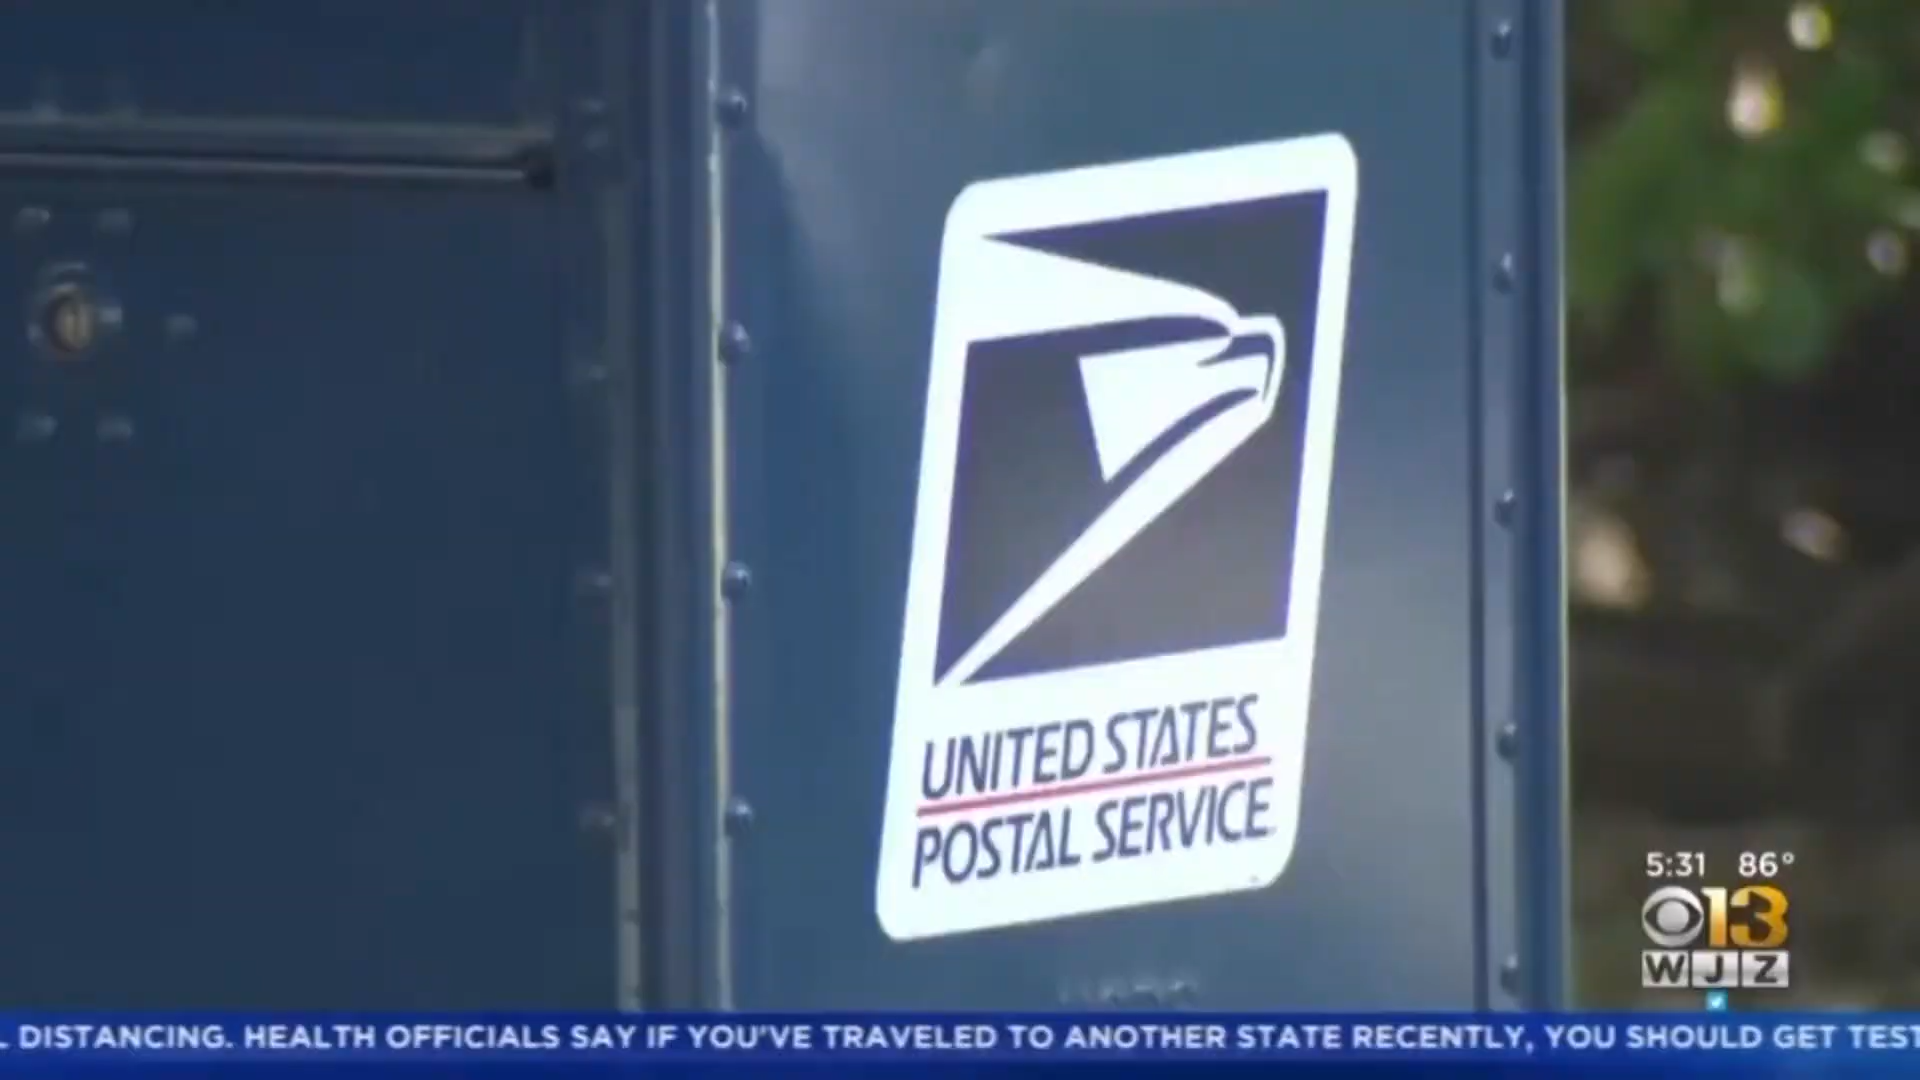 UNITED STATES
POSTAL SERVICE
5:31 86°
13
WJZ
DISTANCING. HEALTH OFFICIALS SAY IF YOU'VE TRAVELED TO ANOTHER STATE RECENTLY, YOU SHOULD GET TEST